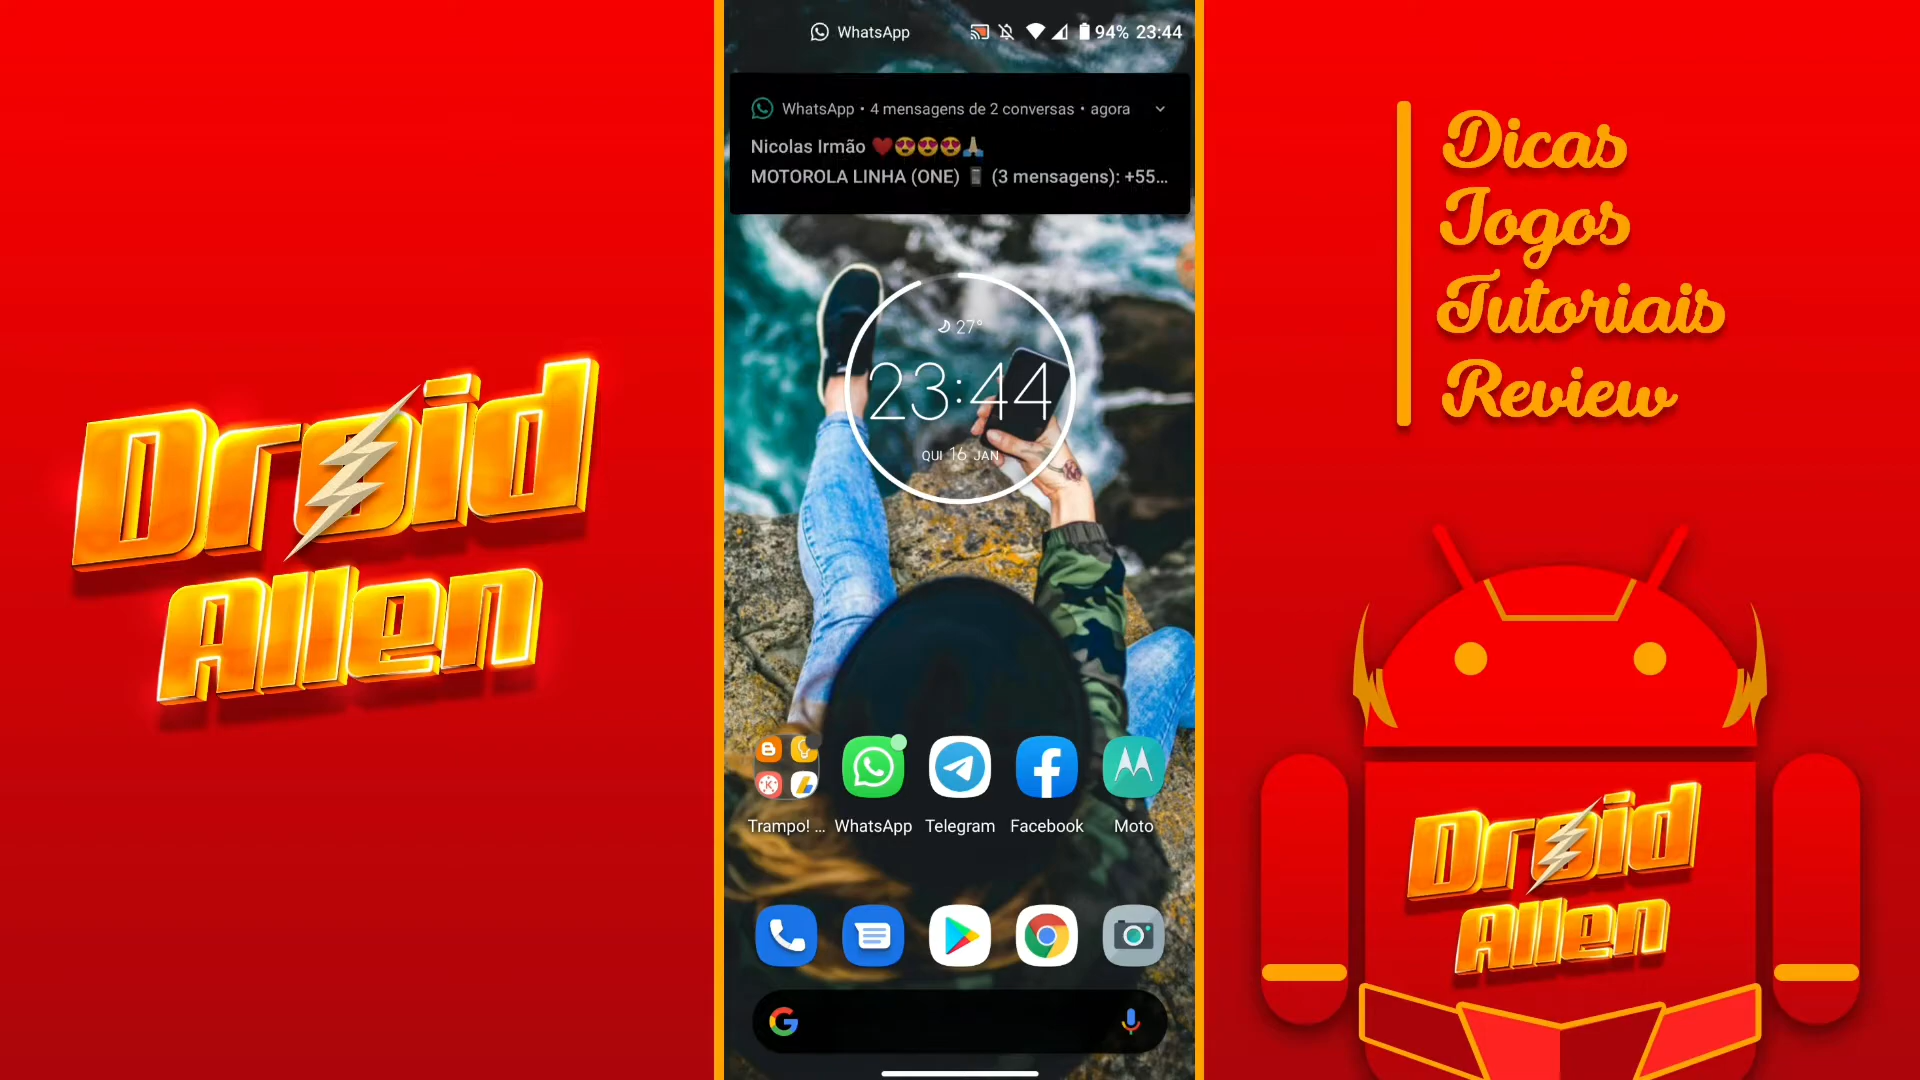 Droid
Allen
WhatsApp
94% 23:44
WhatsApp • 4 mensagens de 2 conversas • agora
Nicolas Irmão ❤️😍😍😍🙏
MOTOROLA LINHA (ONE) 📱 (3 mensagens): +55...
27°
23:44
QUI 16 JAN
Trampo! ...
WhatsApp
Telegram
Facebook
Moto
Dicas
Jogos
Tutoriais
Review
Droid
Allen